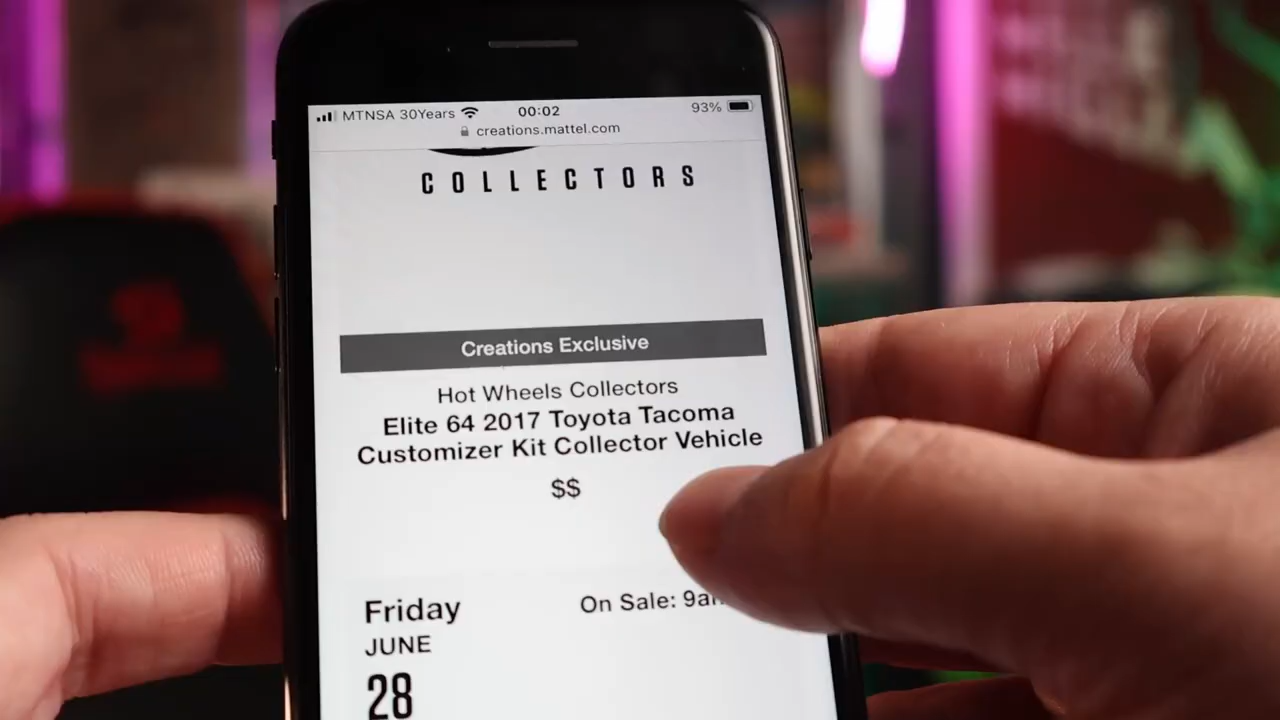 MTNSA 30Years 00:02 93%
creations.mattel.com
COLLECTORS
Creations Exclusive
Hot Wheels Collectors
Elite 64 2017 Toyota Tacoma
Customizer Kit Collector Vehicle
$$
Friday On Sale:
JUNE
28